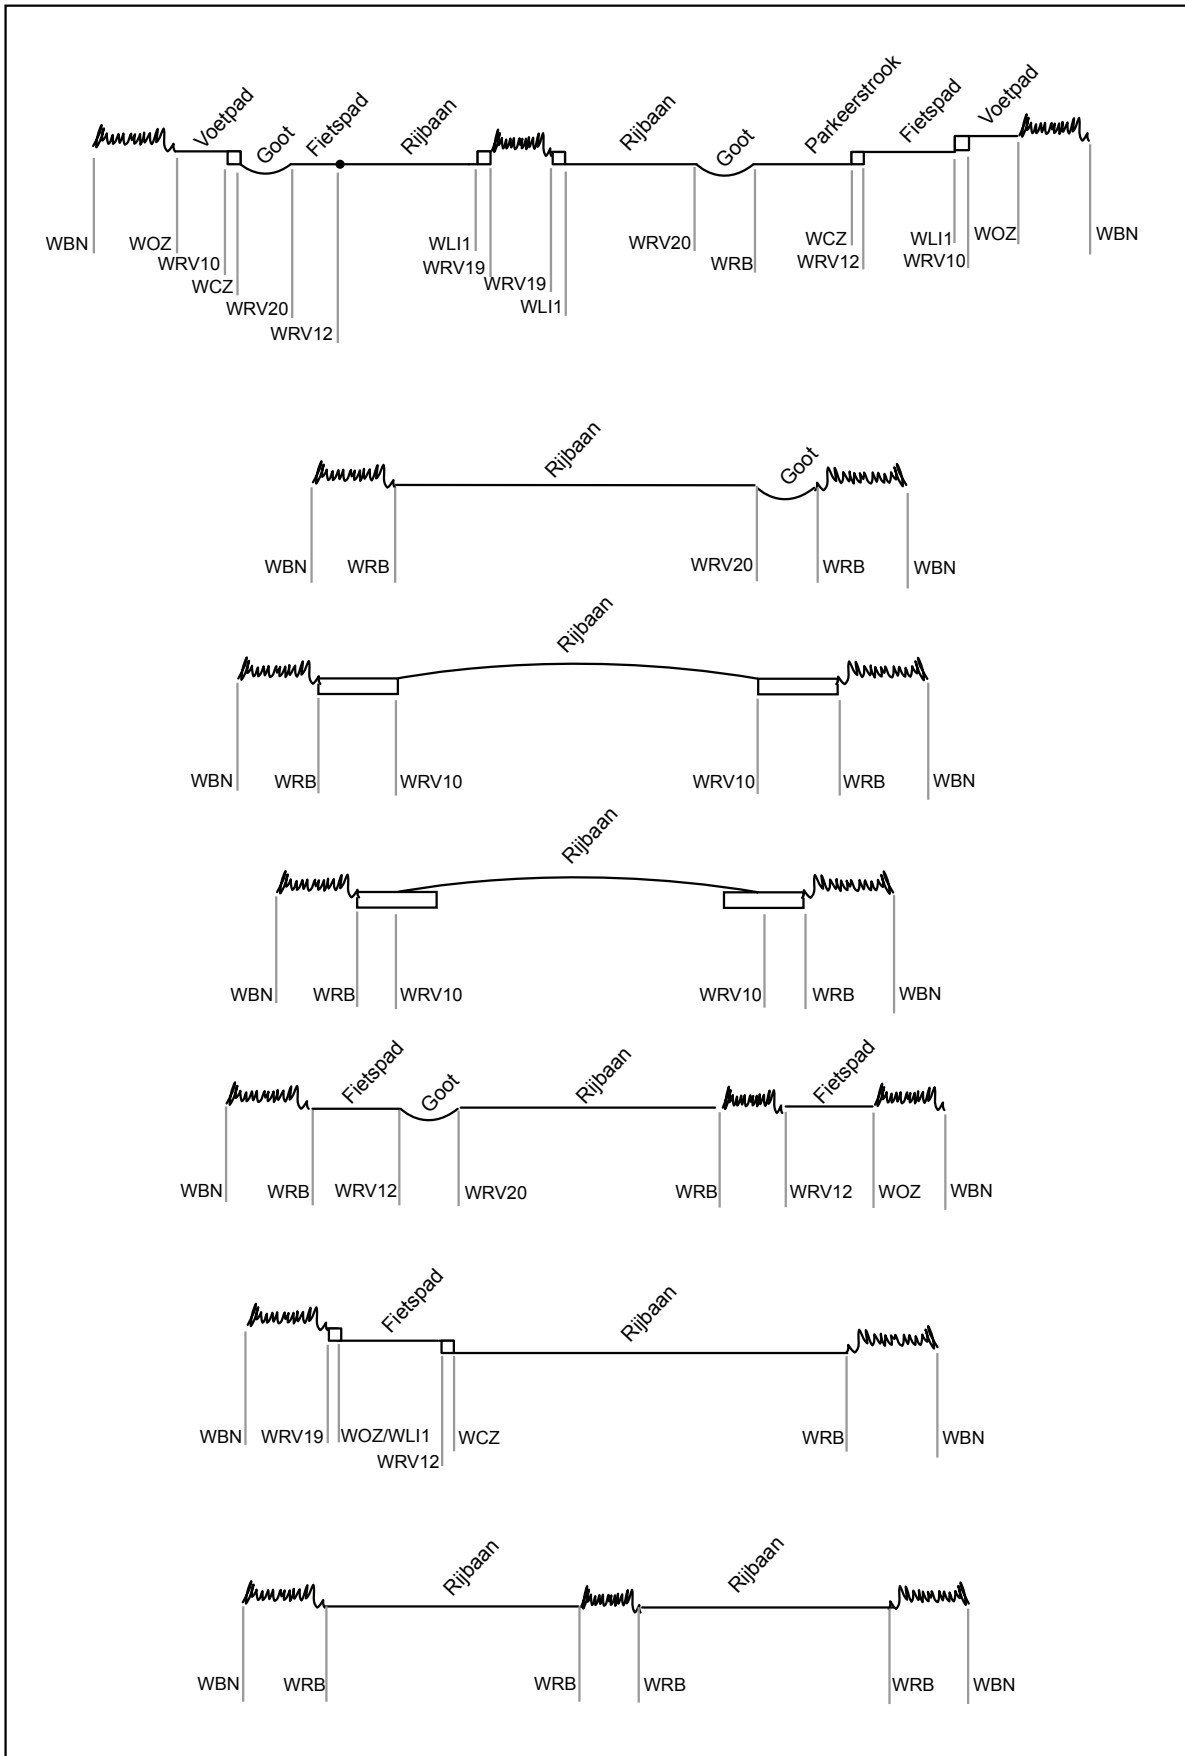 Voetpad Goot Fietspad Rijbaan Rijbaan Goot Parkeerstrook Fietspad Voetpad
WBN WOZ WLI1 WRV20 WCZ WLI1 WOZ WBN
WRV10 WRV19 WRB WRV12 WRV10
WCZ WRV19
WRV20 WLI1
WRV12
Rijbaan Goot
WBN WRB WRV20 WRB WBN
Rijbaan
WBN WRB WRV10 WRV10 WRB WBN
Rijbaan
WBN WRB WRV10 WRV10 WRB WBN
Fietspad Goot Rijbaan Fietspad
WBN WRB WRV12 WRV20 WRB WRV12 WOZ WBN
Fietspad Rijbaan
WBN WRV19 WOZ/WLI1 WCZ WRB WBN
WRV12
Rijbaan Rijbaan
WBN WRB WRB WRB WRB WBN